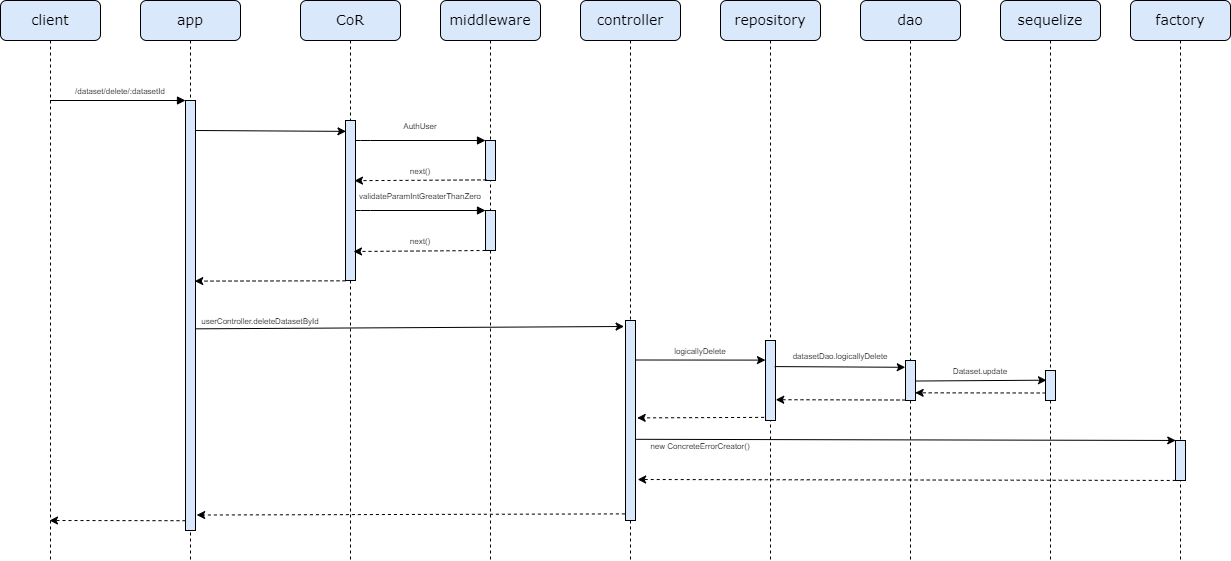 client
app
CoR
middleware
controller
repository
dao
sequelize
factory
/dataset/delete/:datasetId
AuthUser
next()
validateParamIntGreaterThanZero
next()
userController.deleteDatasetById
logicallyDelete
datasetDao.logicallyDelete
Dataset.update
new ConcreteErrorCreator()